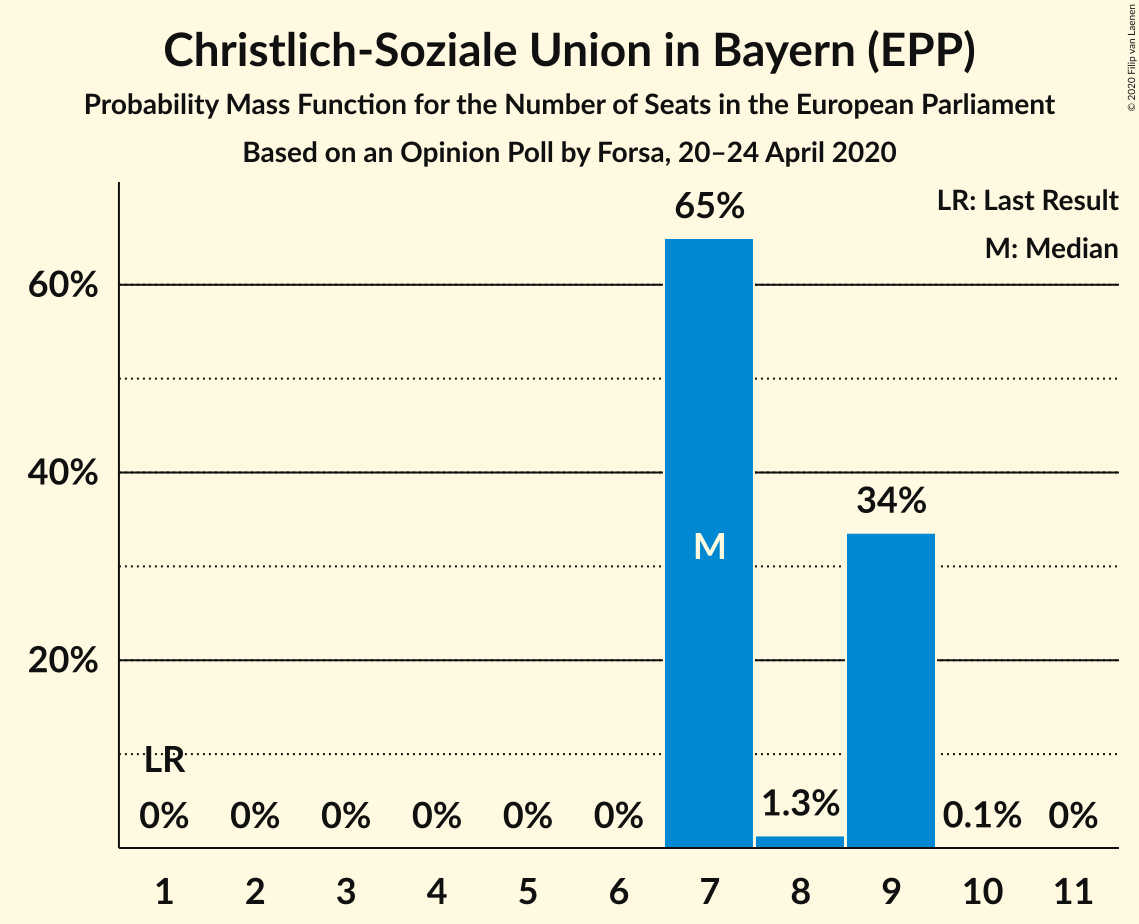 Christlich-Soziale Union in Bayern (EPP)
Probability Mass Function for the Number of Seats in the European Parliament
Based on an Opinion Poll by Forsa, 20–24 April 2020
© 2020 Filip van Laenen
LR: Last Result
M: Median
65%
60%
40%
34%
M
20%
LR
0% 0% 0% 0% 0% 0% 1.3% 0.1% 0%
1 2 3 4 5 6 7 8 9 10 11